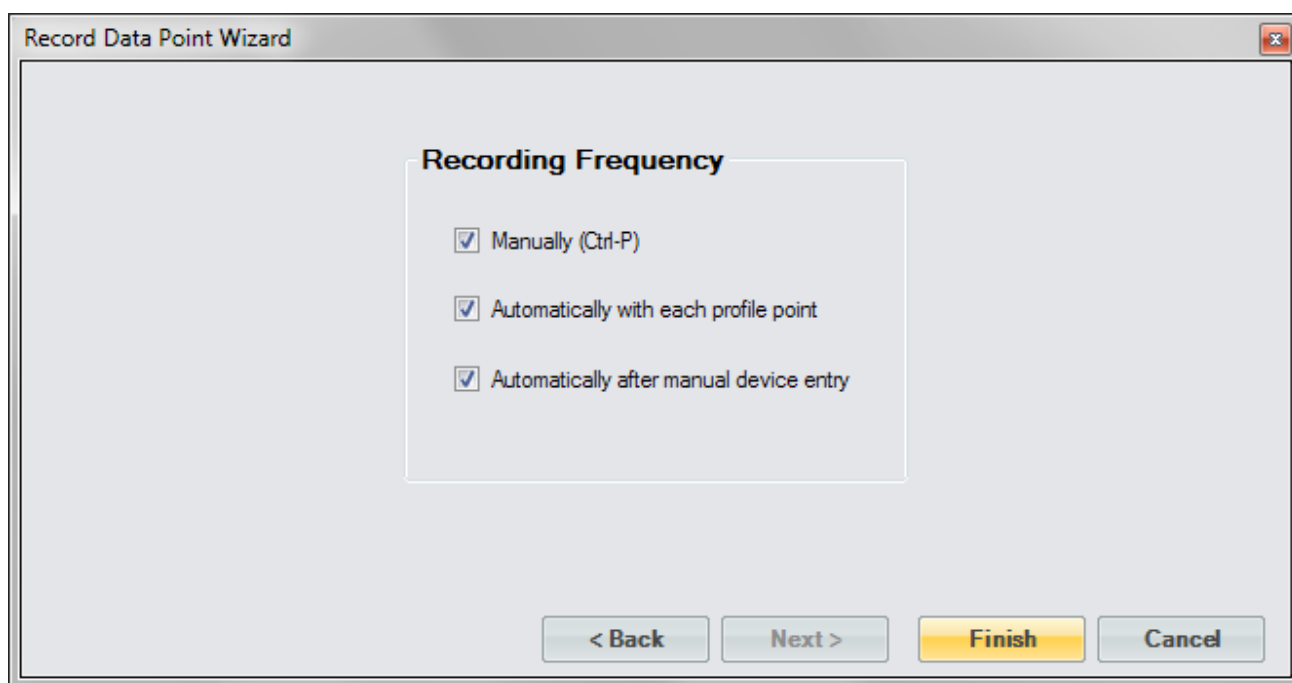 Record Data Point Wizard
Recording Frequency
Manually (Ctrl-P)
Automatically with each profile point
Automatically after manual device entry
< Back
Next >
Finish
Cancel